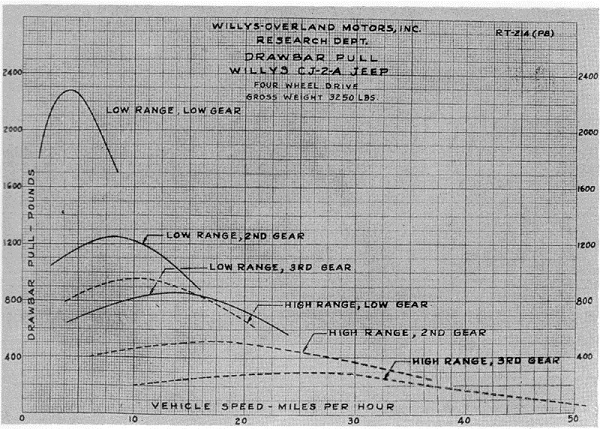 WILLYS-OVERLAND MOTORS, INC.
RESEARCH DEPT.
RT-214 (PB)
DRAWBAR PULL
WILLYS CJ-2-A JEEP
FOUR WHEEL DRIVE
GROSS WEIGHT 3250 LBS.
2400 2400
LOW RANGE, LOW GEAR
2000 2000
1600 1600
DRAWBAR PULL - POUNDS
LOW RANGE, 2ND GEAR
1200 1200
LOW RANGE, 3RD GEAR
800 800
HIGH RANGE, LOW GEAR
HIGH RANGE, 2ND GEAR
400 400
HIGH RANGE, 3RD GEAR
VEHICLE SPEED - MILES PER HOUR
0 10 20 30 40 50